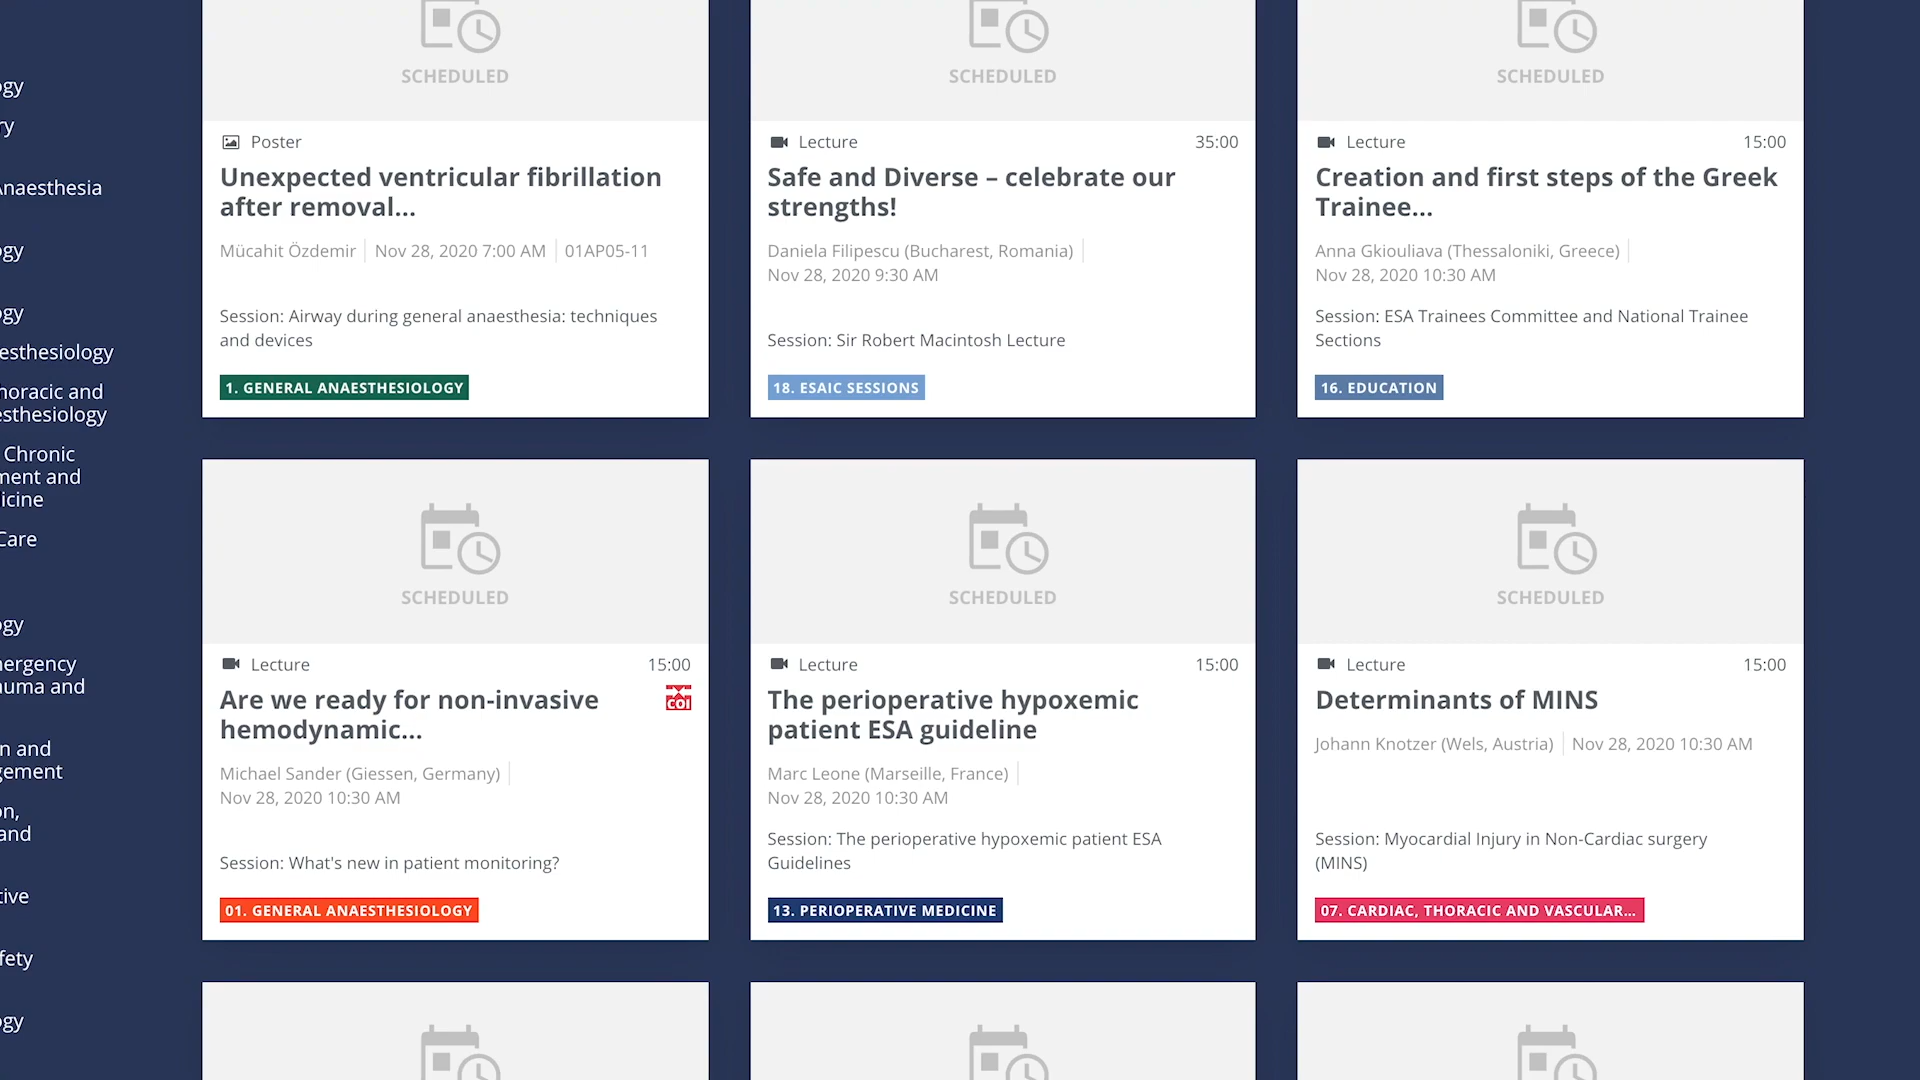 ogy
ry
Anaesthesia
ogy
ogy
esthesiology
horacic and
esthesiology
Chronic
ment and
icine
Care
ogy
nergency
auma and
n and
gement
on,
and
tive
fety
ogy
SCHEDULED
Poster
Unexpected ventricular fibrillation
after removal...
Mücahit Özdemir Nov 28, 2020 7:00 AM 01AP05-11
Session: Airway during general anaesthesia: techniques
and devices
1. GENERAL ANAESTHESIOLOGY
SCHEDULED
Lecture 35:00
Safe and Diverse – celebrate our
strengths!
Daniela Filipescu (Bucharest, Romania)
Nov 28, 2020 9:30 AM
Session: Sir Robert Macintosh Lecture
18. ESAIC SESSIONS
SCHEDULED
Lecture 15:00
Creation and first steps of the Greek
Trainee...
Anna Gkiouliava (Thessaloniki, Greece)
Nov 28, 2020 10:30 AM
Session: ESA Trainees Committee and National Trainee
Sections
16. EDUCATION
SCHEDULED
Lecture 15:00
Are we ready for non-invasive
hemodynamic...
COI
Michael Sander (Giessen, Germany)
Nov 28, 2020 10:30 AM
Session: What's new in patient monitoring?
01. GENERAL ANAESTHESIOLOGY
SCHEDULED
Lecture 15:00
The perioperative hypoxemic
patient ESA guideline
Marc Leone (Marseille, France)
Nov 28, 2020 10:30 AM
Session: The perioperative hypoxemic patient ESA
Guidelines
13. PERIOPERATIVE MEDICINE
SCHEDULED
Lecture 15:00
Determinants of MINS
Johann Knotzer (Wels, Austria) Nov 28, 2020 10:30 AM
Session: Myocardial Injury in Non-Cardiac surgery
(MINS)
07. CARDIAC, THORACIC AND VASCULAR...